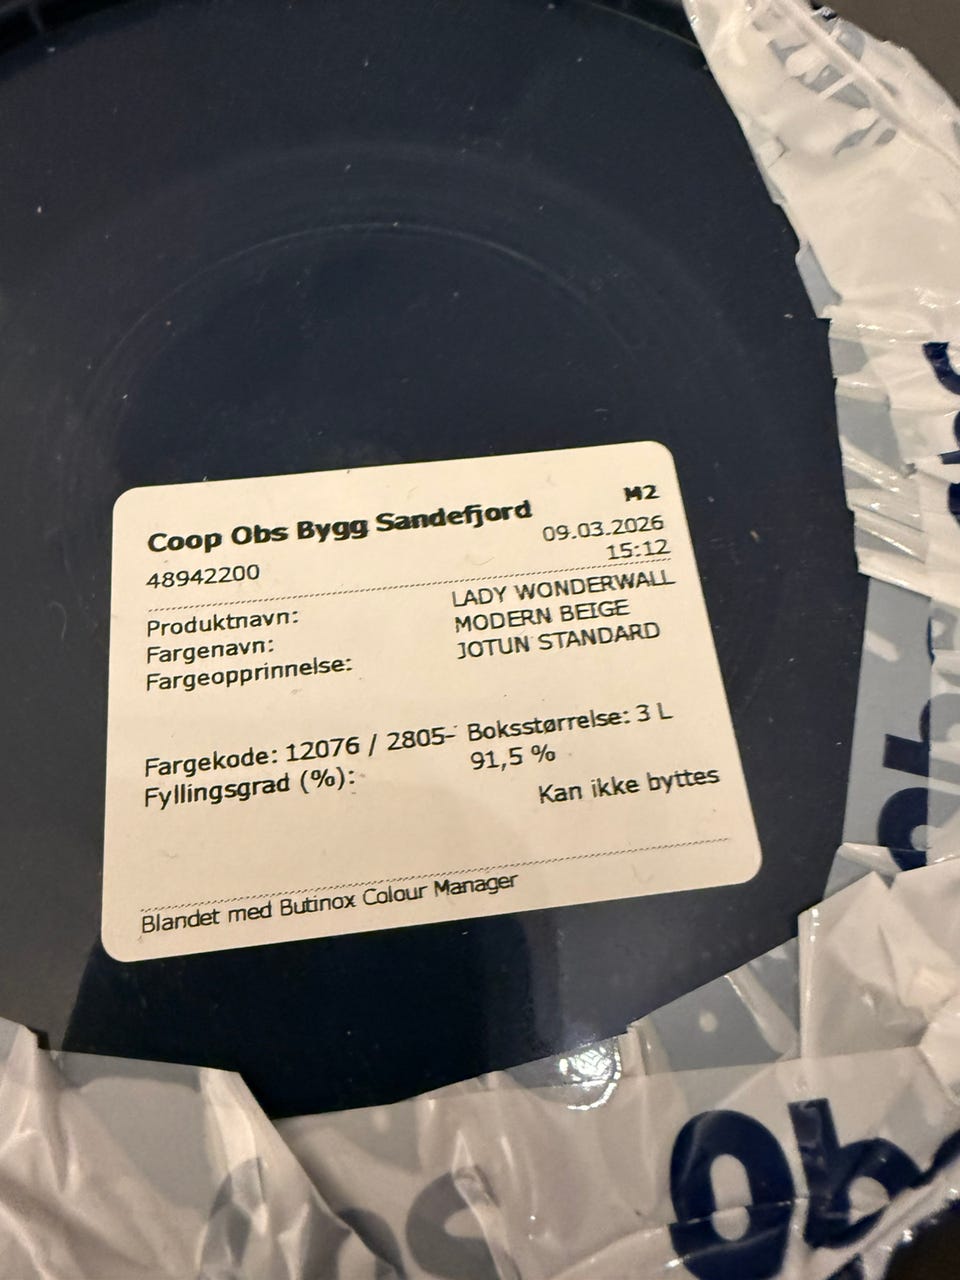 Coop Obs Bygg Sandefjord
M2
48942200
09.03.2026
15:12
Produktnavn: LADY WONDERWALL
Fargenavn: MODERN BEIGE
Fargeopprinnelse: JOTUN STANDARD
Fargekode: 12076 / 2805- Boksstørrelse: 3 L
Fyllingsgrad (%): 91,5 %
Kan ikke byttes
Blandet med Butinox Colour Manager
Ob